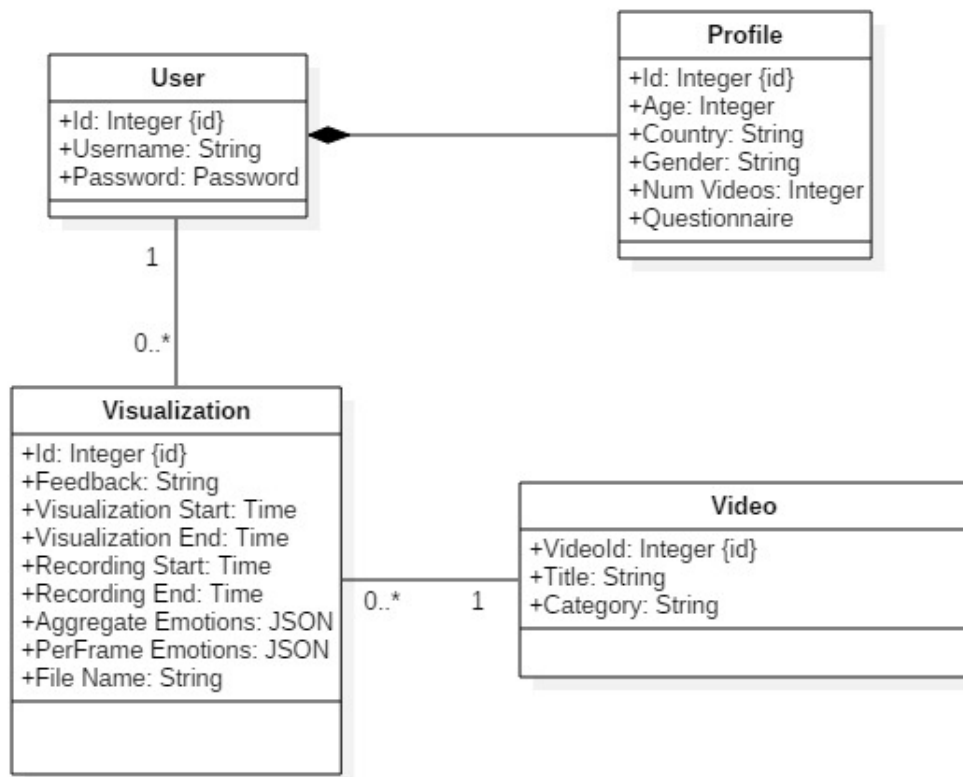 User
+Id: Integer {id}
+Username: String
+Password: Password
Profile
+Id: Integer {id}
+Age: Integer
+Country: String
+Gender: String
+Num Videos: Integer
+Questionnaire
1
0..*
Visualization
+Id: Integer {id}
+Feedback: String
+Visualization Start: Time
+Visualization End: Time
+Recording Start: Time
+Recording End: Time
+Aggregate Emotions: JSON
+PerFrame Emotions: JSON
+File Name: String
0..* 1
Video
+VideoId: Integer {id}
+Title: String
+Category: String